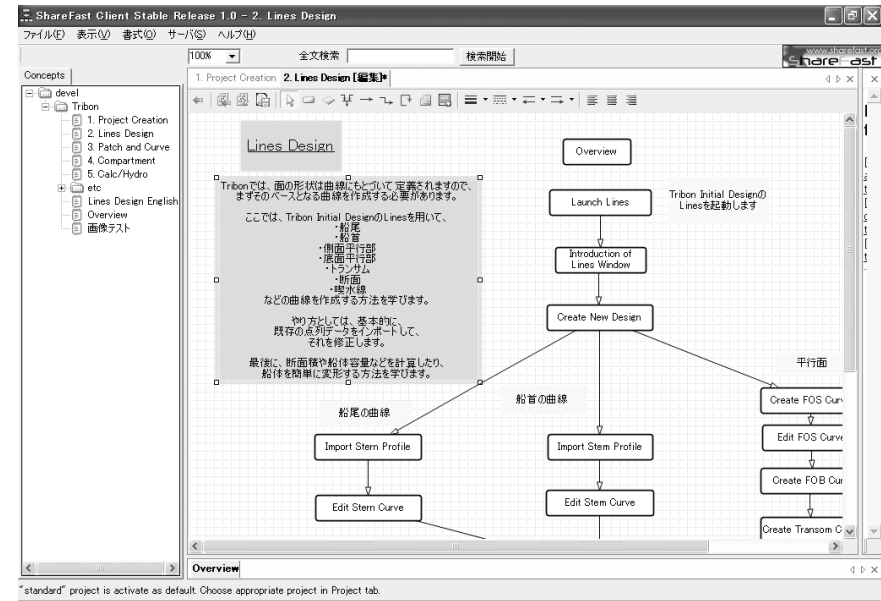 ShareFast Client Stable Release 1.0 - 2. Lines Design
ファイル(F) 表示(V) 書式(O) サーバ(S) ヘルプ(H)
100% 全文検索 検索開始
www.sharefast.org
ShareFast
Concepts
devel
Tribon
1. Project Creation
2. Lines Design
3. Patch and Curve
4. Compartment
5. Calc/Hydro
etc
Lines Design English
Overview
画像テスト
1. Project Creation 2. Lines Design [編集]*
Lines Design
Tribonでは、面の形状は曲線にもとづいて定義されますので、
まずそのベースとなる曲線を作成する必要があります。
ここでは、Tribon Initial DesignのLinesを用いて、
・船尾
・船首
・側面平行部
・底面平行部
・トランサム
・断面
・喫水線
などの曲線を作成する方法を学びます。
やり方としては、基本的に、
既存の点列データをインポートして、
それを修正します。
最後に、断面積や船体容量などを計算したり、
船体を簡単に変形する方法を学びます。
Overview
Launch Lines
Tribon Initial Designの
Linesを起動します
Introduction of
Lines Window
Create New Design
船尾の曲線
船首の曲線
平行面
Import Stern Profile
Edit Stern Curve
Import Stem Profile
Edit Stem Curve
Create FOS Curv
Edit FOS Curve
Create FOB Cur
Create Transom C
Overview
"standard" project is activate as default. Choose appropriate project in Project tab.